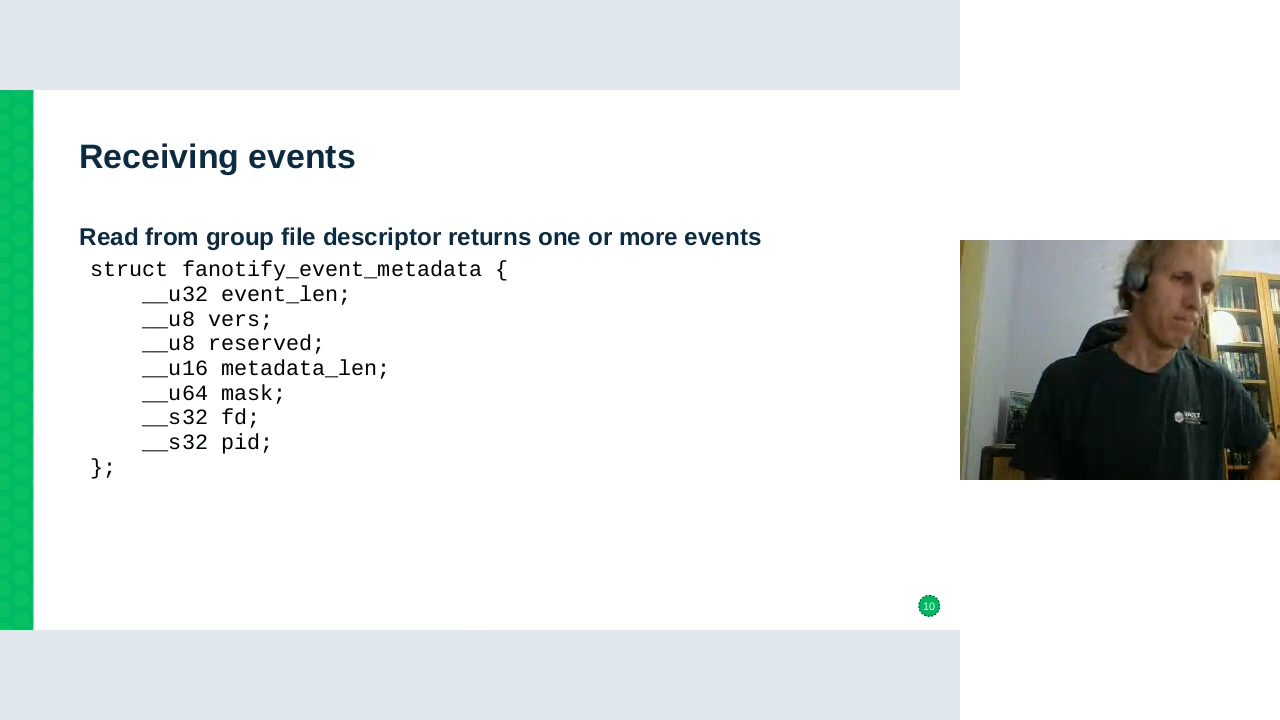 Receiving events
Read from group file descriptor returns one or more events
struct fanotify_event_metadata {
    __u32 event_len;
    __u8 vers;
    __u8 reserved;
    __u16 metadata_len;
    __u64 mask;
    __s32 fd;
    __s32 pid;
};
10
VAULT